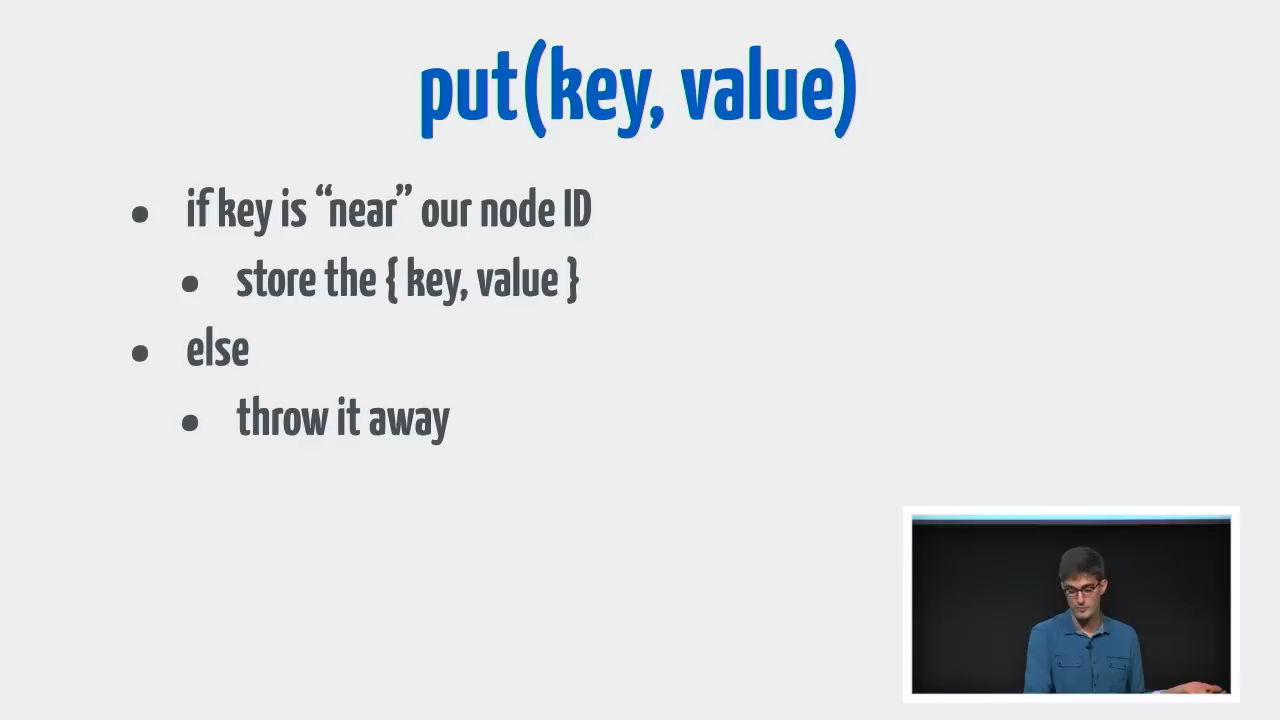 put(key, value)
• if key is “near” our node ID
• store the { key, value }
• else
• throw it away